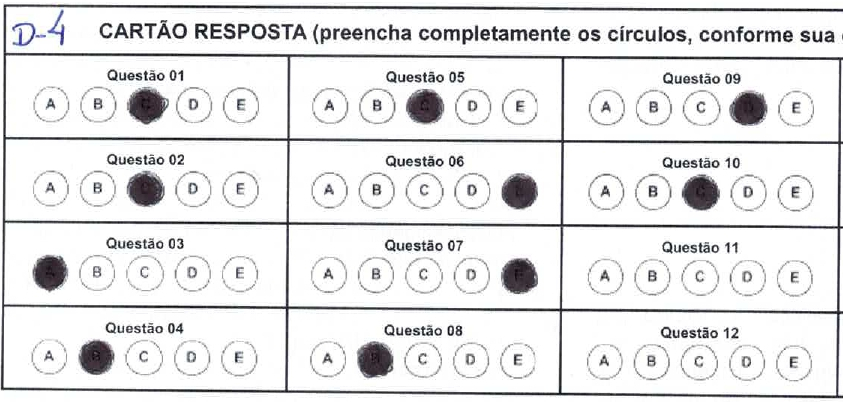 D-4 CARTÃO RESPOSTA (preencha completamente os círculos, conforme sua
Questão 01
A B C D E
Questão 02
A B C D E
Questão 03
A B C D E
Questão 04
A B C D E
Questão 05
A B C D E
Questão 06
A B C D E
Questão 07
A B C D E
Questão 08
A B C D E
Questão 09
A B C D E
Questão 10
A B C D E
Questão 11
A B C D E
Questão 12
A B C D E